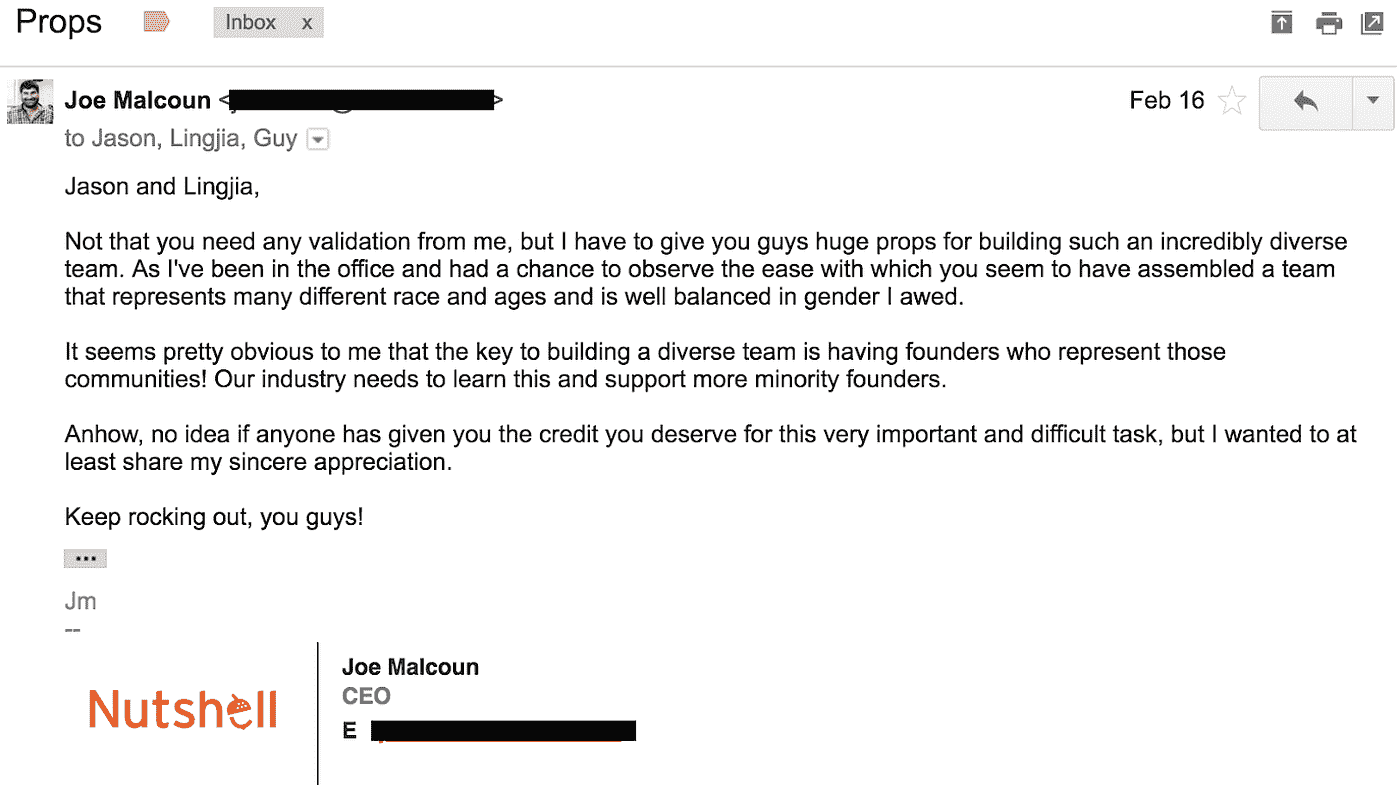 Props Inbox x
Joe Malcoun < > Feb 16
to Jason, Lingjia, Guy
Jason and Lingjia,
Not that you need any validation from me, but I have to give you guys huge props for building such an incredibly diverse
team. As I've been in the office and had a chance to observe the ease with which you seem to have assembled a team
that represents many different race and ages and is well balanced in gender I awed.
It seems pretty obvious to me that the key to building a diverse team is having founders who represent those
communities! Our industry needs to learn this and support more minority founders.
Anhow, no idea if anyone has given you the credit you deserve for this very important and difficult task, but I wanted to at
least share my sincere appreciation.
Keep rocking out, you guys!
•••
Jm
--
Nutshell
Joe Malcoun
CEO
E